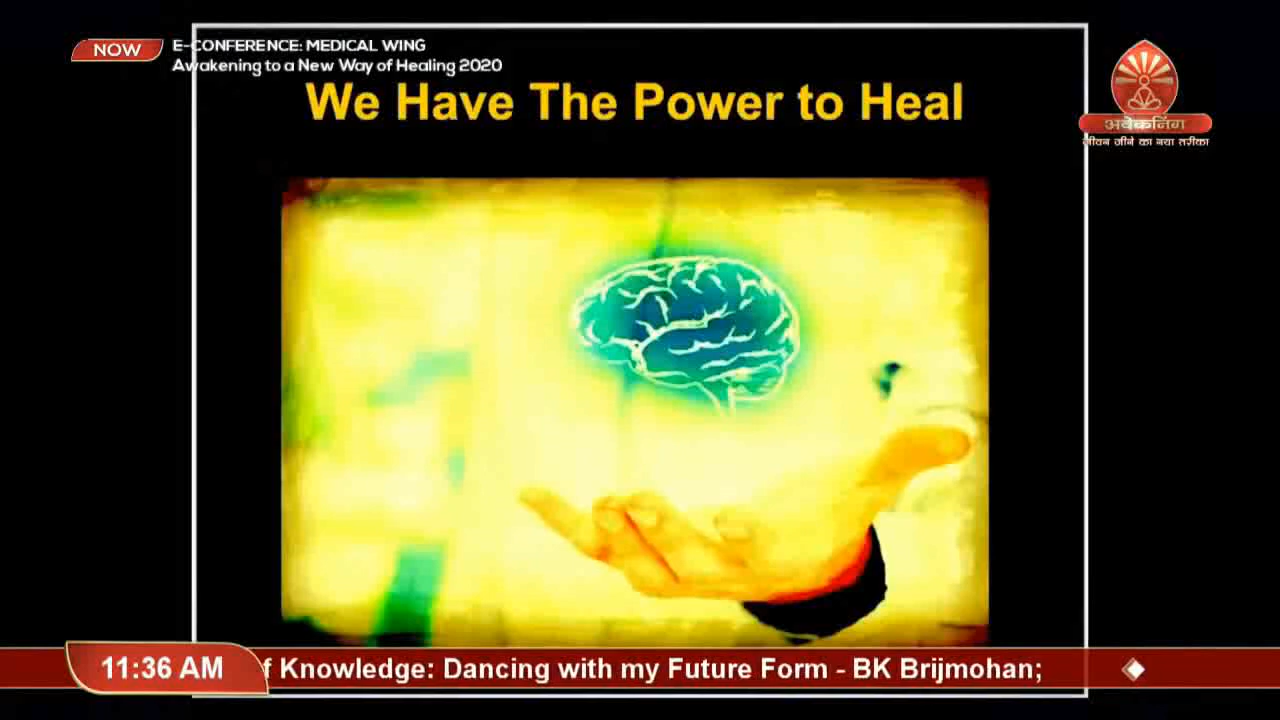 NOW
E-CONFERENCE: MEDICAL WING
Awakening to a New Way of Healing 2020
We Have The Power to Heal
अवेकनिंग
जीवन जीने का नया तरीका
11:36 AM
f Knowledge: Dancing with my Future Form - BK Brijmohan;